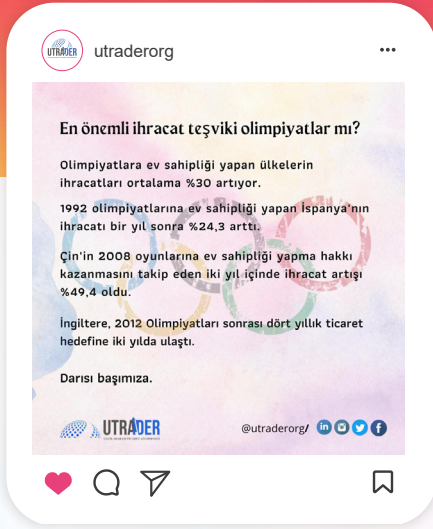 UTRADER
utraderorg
En önemli ihracat teşviki olimpiyatlar mı?
Olimpiyatlara ev sahipliği yapan ülkelerin
ihracatları ortalama %30 artıyor.
1992 olimpiyatlarına ev sahipliği yapan İspanya'nın
ihracatı bir yıl sonra %24,3 arttı.
Çin'in 2008 oyunlarına ev sahipliği yapma hakkı
kazanmasını takip eden iki yıl içinde ihracat artışı
%49,4 oldu.
İngiltere, 2012 Olimpiyatları sonrası dört yıllık ticaret
hedefine iki yılda ulaştı.
Darısı başımıza.
UTRADER
@utraderorg/